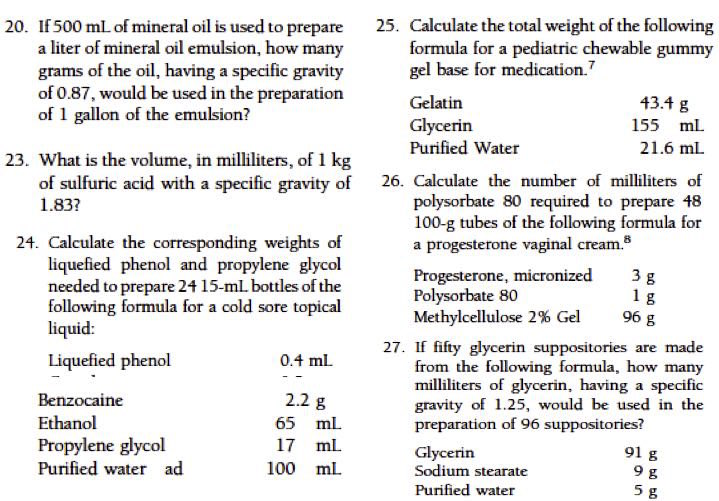 20. If 500 mL of mineral oil is used to prepare
a liter of mineral oil emulsion, how many
grams of the oil, having a specific gravity
of 0.87, would be used in the preparation
of 1 gallon of the emulsion?
23. What is the volume, in milliliters, of 1 kg
of sulfuric acid with a specific gravity of
1.83?
24. Calculate the corresponding weights of
liquefied phenol and propylene glycol
needed to prepare 24 15-mL bottles of the
following formula for a cold sore topical
liquid:
Liquefied phenol 0.4 mL
Benzocaine 2.2 g
Ethanol 65 mL
Propylene glycol 17 mL
Purified water ad 100 mL
25. Calculate the total weight of the following
formula for a pediatric chewable gummy
gel base for medication.7
Gelatin 43.4 g
Glycerin 155 mL
Purified Water 21.6 mL
26. Calculate the number of milliliters of
polysorbate 80 required to prepare 48
100-g tubes of the following formula for
a progesterone vaginal cream.8
Progesterone, micronized 3 g
Polysorbate 80 1 g
Methylcellulose 2% Gel 96 g
27. If fifty glycerin suppositories are made
from the following formula, how many
milliliters of glycerin, having a specific
gravity of 1.25, would be used in the
preparation of 96 suppositories?
Glycerin 91 g
Sodium stearate 9 g
Purified water 5 g